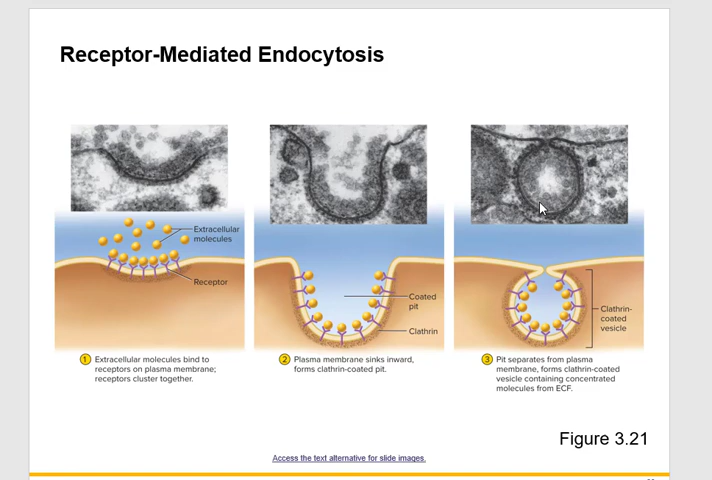 Receptor-Mediated Endocytosis
Extracellular
molecules
Receptor
Coated
pit
Clathrin
Clathrin-
coated
vesicle
1 Extracellular molecules bind to
receptors on plasma membrane;
receptors cluster together.
2 Plasma membrane sinks inward,
forms clathrin-coated pit.
3 Pit separates from plasma
membrane, forms clathrin-coated
vesicle containing concentrated
molecules from ECF.
Figure 3.21
Access the text alternative for slide images.